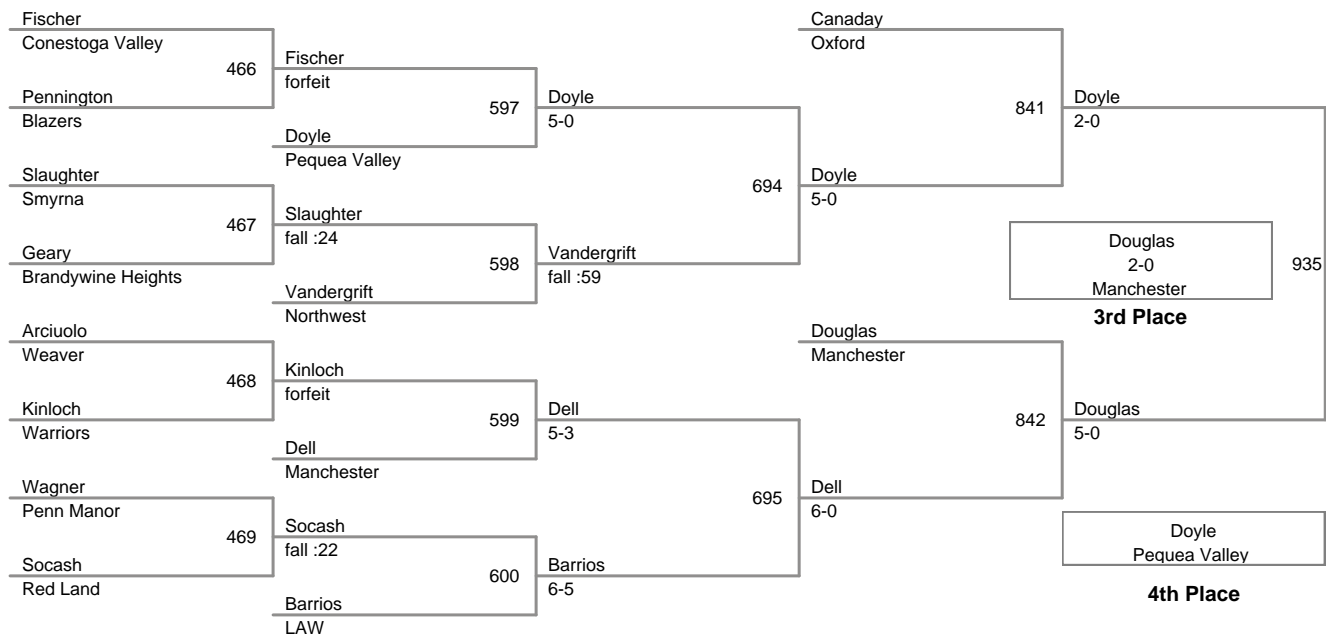 Fischer
Conestoga Valley
466
Pennington
Blazers
Slaughter
Smyrna
467
Geary
Brandywine Heights
Arciuolo
Weaver
468
Kinloch
Warriors
Wagner
Penn Manor
469
Socash
Red Land
Fischer
forfeit
597
Doyle
Pequea Valley
Slaughter
fall :24
598
Vandergrift
Northwest
Kinloch
forfeit
599
Dell
Manchester
Socash
fall :22
600
Barrios
LAW
Doyle
5-0
694
Vandergrift
fall :59
Dell
5-3
695
Barrios
6-5
Canaday
Oxford
841
Doyle
5-0
Douglas
Manchester
842
Dell
6-0
Doyle
2-0
935
Douglas
5-0
Douglas
2-0
Manchester
3rd Place
Doyle
Pequea Valley
4th Place